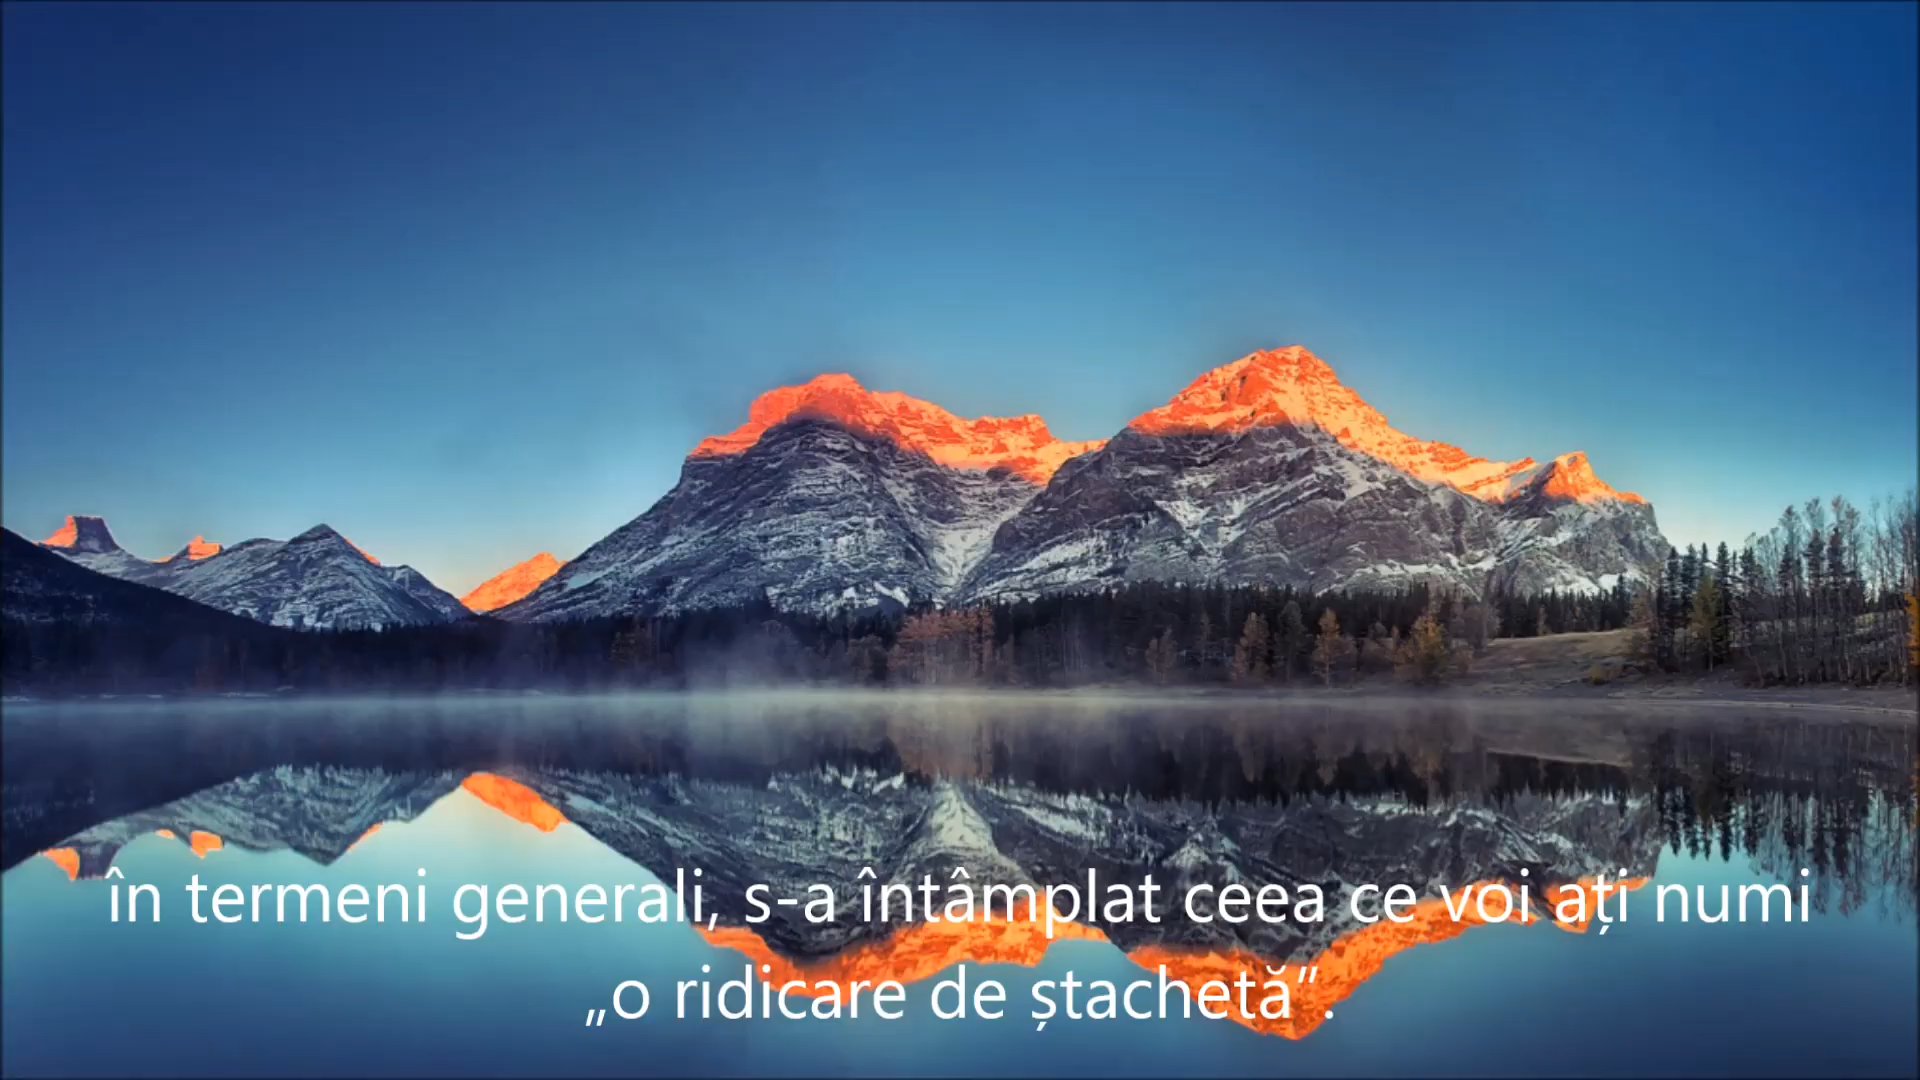 în termeni generali, s-a întâmplat ceea ce voi ați numi
„o ridicare de ștachetă”.